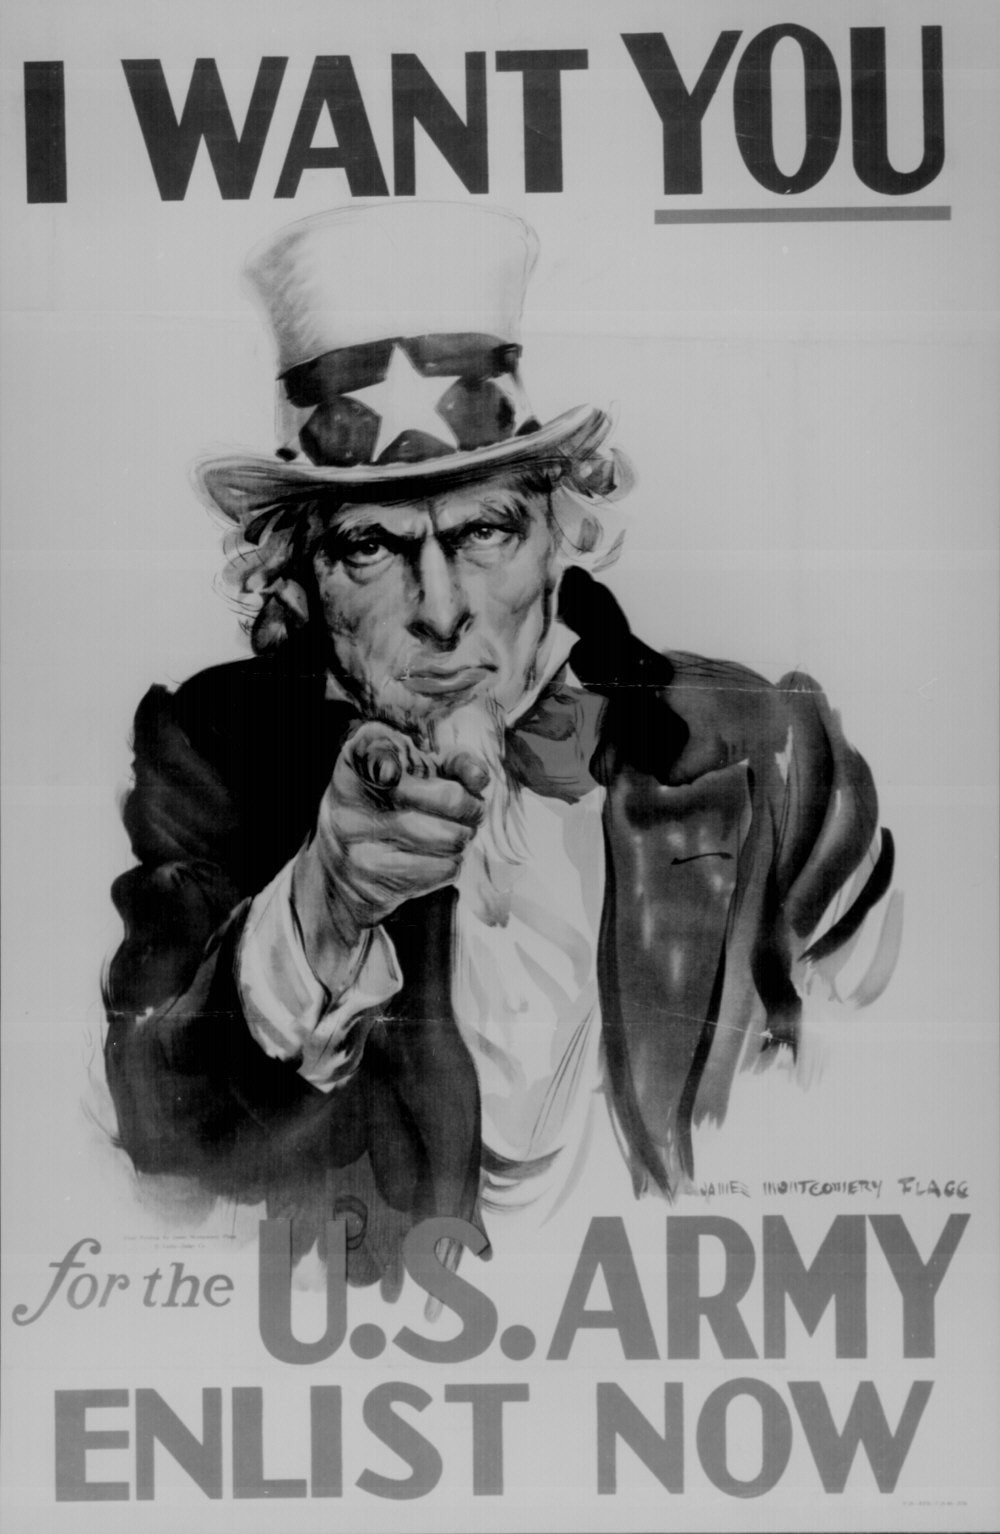 I WANT YOU
JAMES MONTGOMERY FLAGG
for the U.S. ARMY
ENLIST NOW